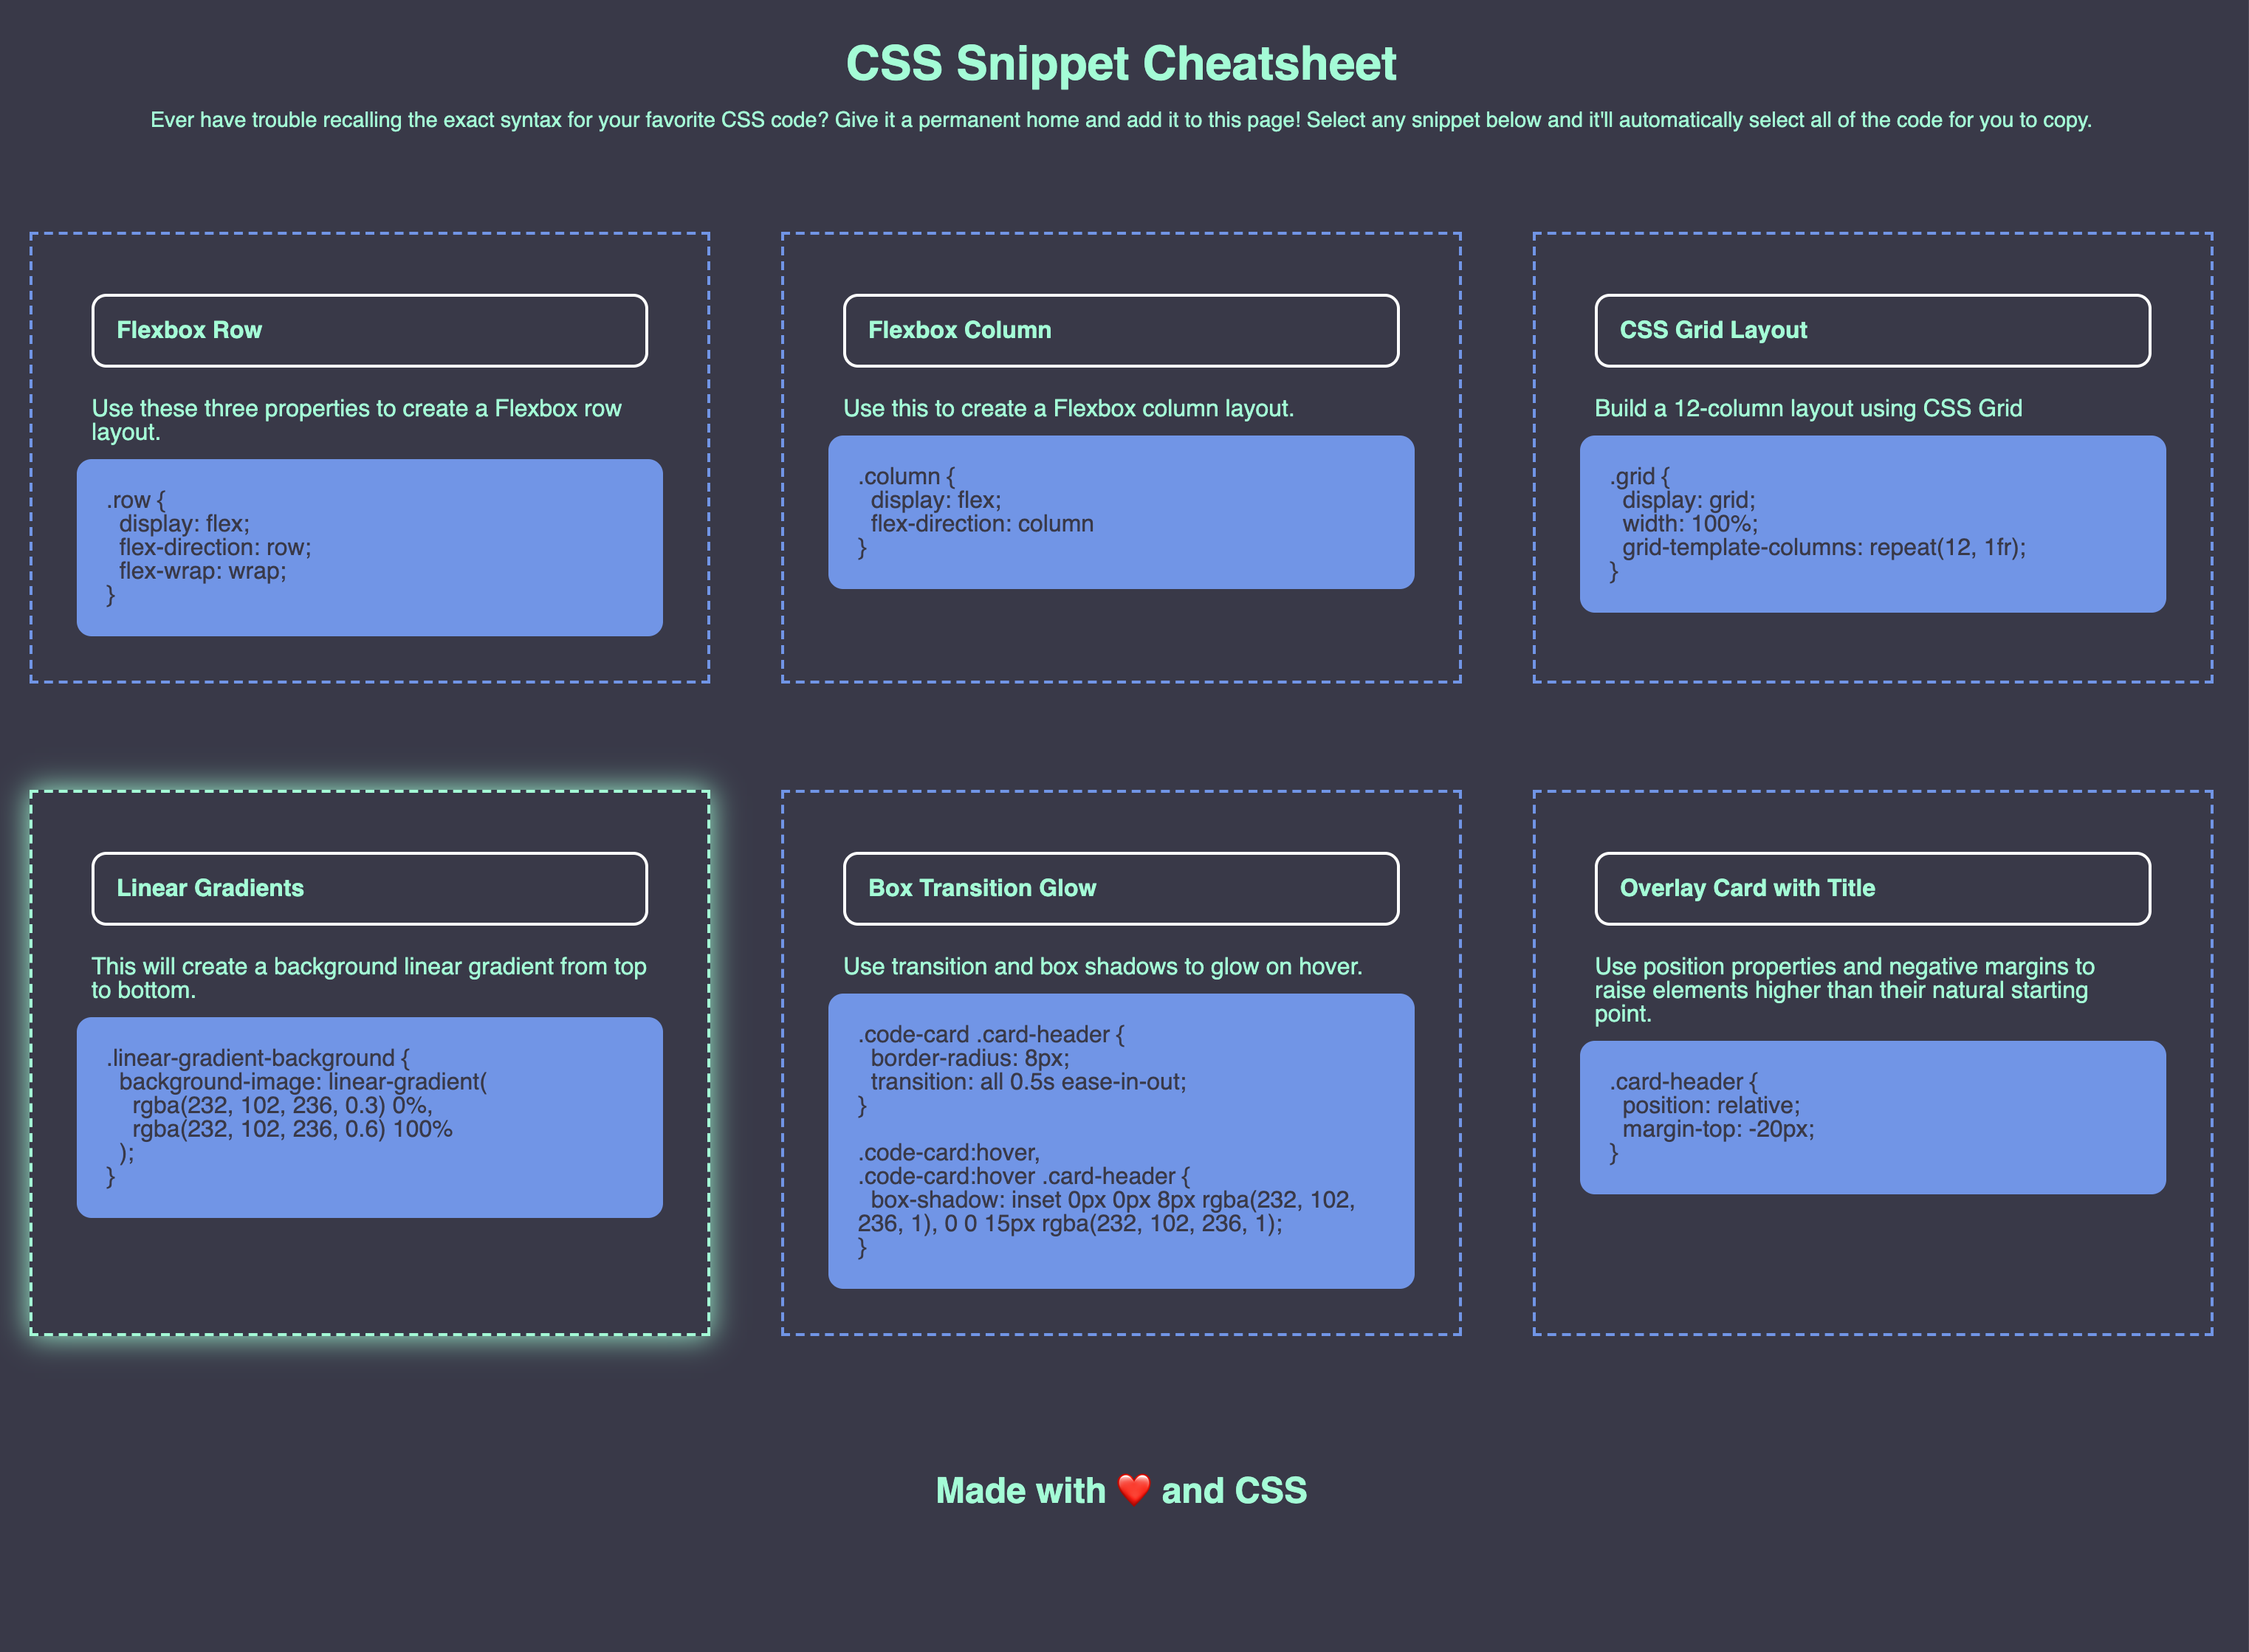 CSS Snippet Cheatsheet
Ever have trouble recalling the exact syntax for your favorite CSS code? Give it a permanent home and add it to this page! Select any snippet below and it'll automatically select all of the code for you to copy.
Flexbox Row
Use these three properties to create a Flexbox row
layout.
.row {
  display: flex;
  flex-direction: row;
  flex-wrap: wrap;
}
Flexbox Column
Use this to create a Flexbox column layout.
.column {
  display: flex;
  flex-direction: column
}
CSS Grid Layout
Build a 12-column layout using CSS Grid
.grid {
  display: grid;
  width: 100%;
  grid-template-columns: repeat(12, 1fr);
}
Linear Gradients
This will create a background linear gradient from top
to bottom.
.linear-gradient-background {
  background-image: linear-gradient(
    rgba(232, 102, 236, 0.3) 0%,
    rgba(232, 102, 236, 0.6) 100%
  );
}
Box Transition Glow
Use transition and box shadows to glow on hover.
.code-card .card-header {
  border-radius: 8px;
  transition: all 0.5s ease-in-out;
}
.code-card:hover,
.code-card:hover .card-header {
  box-shadow: inset 0px 0px 8px rgba(232, 102,
236, 1), 0 0 15px rgba(232, 102, 236, 1);
}
Overlay Card with Title
Use position properties and negative margins to
raise elements higher than their natural starting
point.
.card-header {
  position: relative;
  margin-top: -20px;
}
Made with ❤️ and CSS